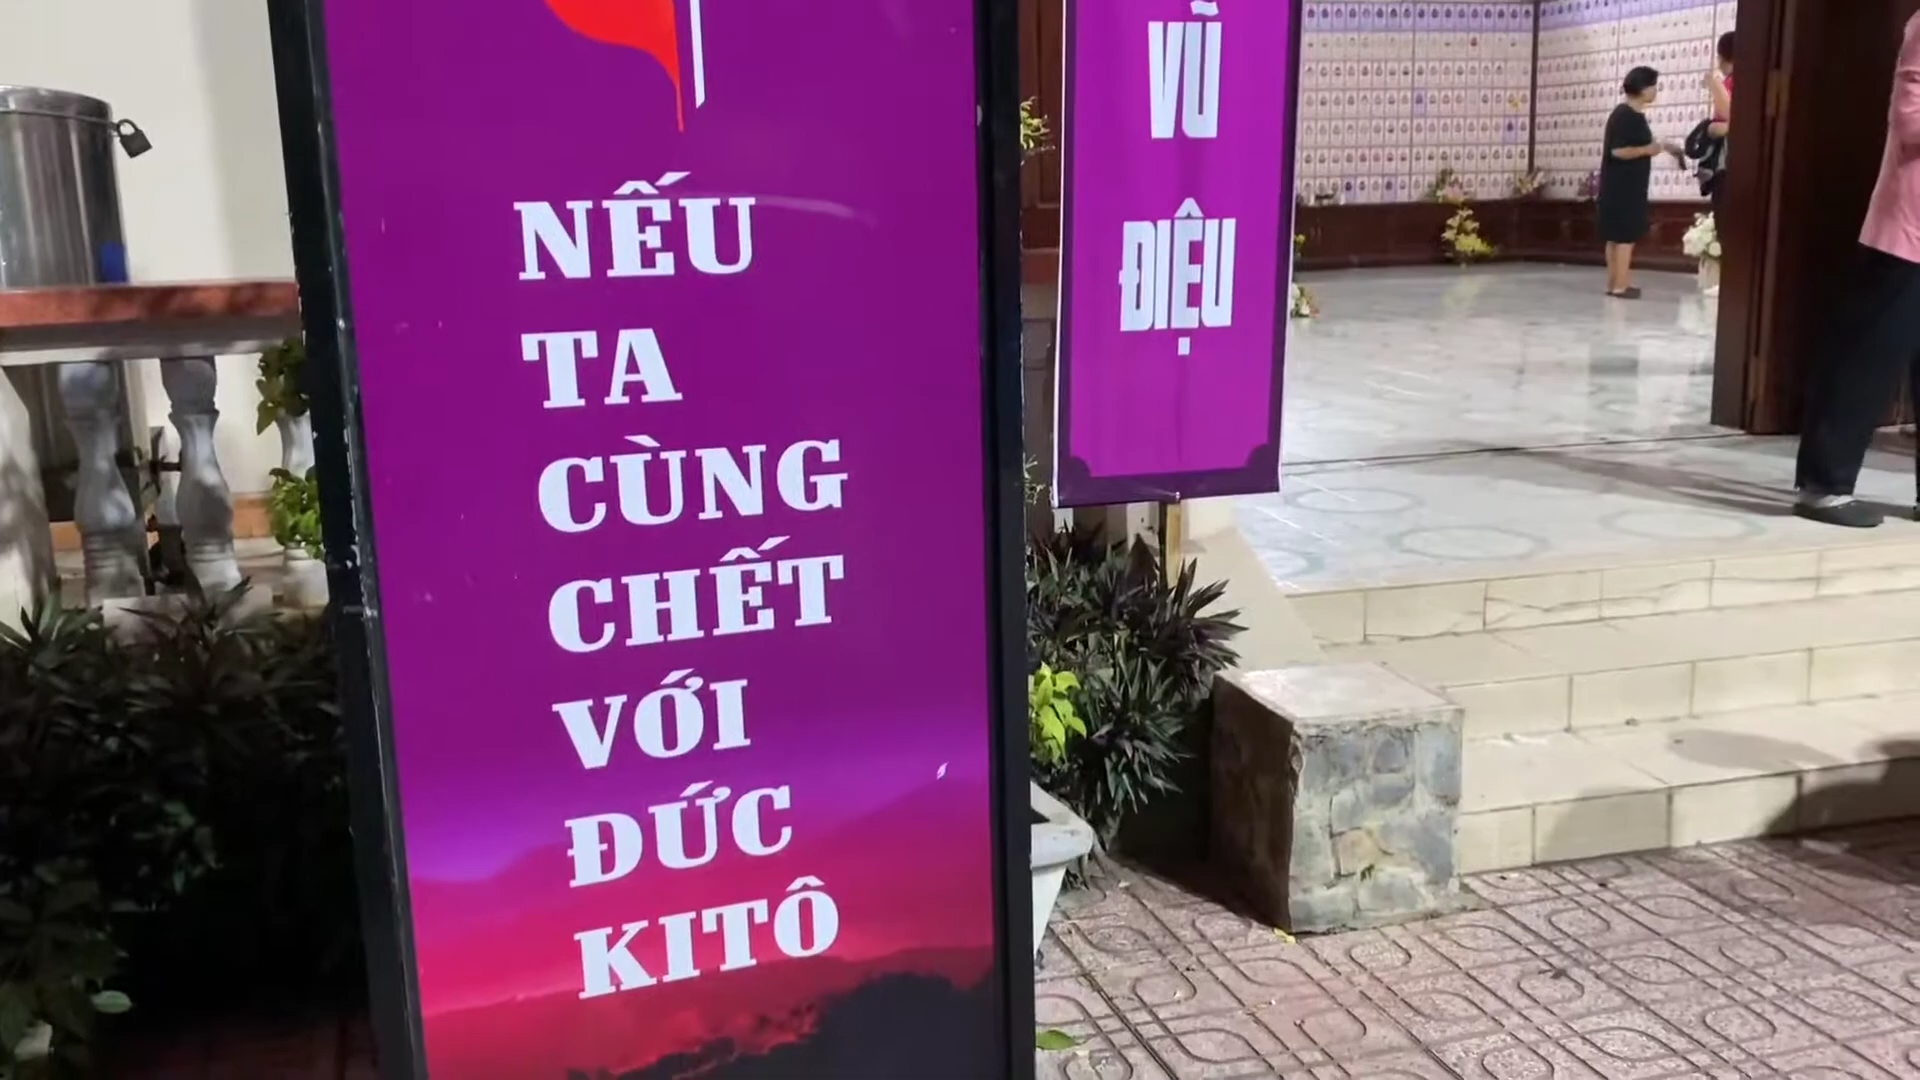 NẾU
TA
CÙNG
CHẾT
VỚI
ĐỨC
KITÔ
VŨ
ĐIỆU